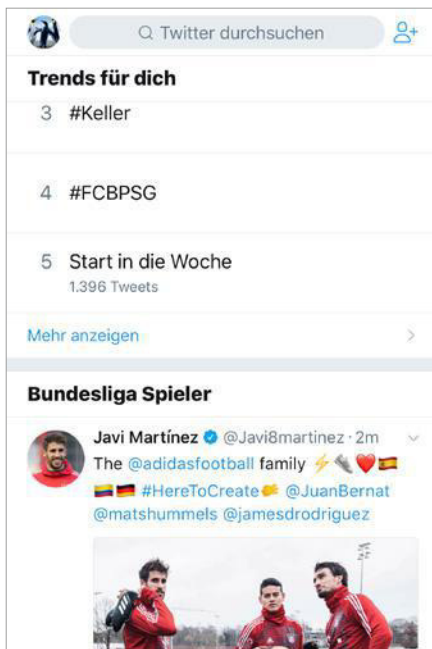 Twitter durchsuchen
Trends für dich
3 #Keller
4 #FCBPSG
5 Start in die Woche
1.396 Tweets
Mehr anzeigen
Bundesliga Spieler
Javi Martínez @Javi8martinez · 2m
The @adidasfootball family ⚡👟❤️🇪🇸
🇨🇴🇩🇪 #HereToCreate👏 @JuanBernat
@matshummels @jamesdrodriguez